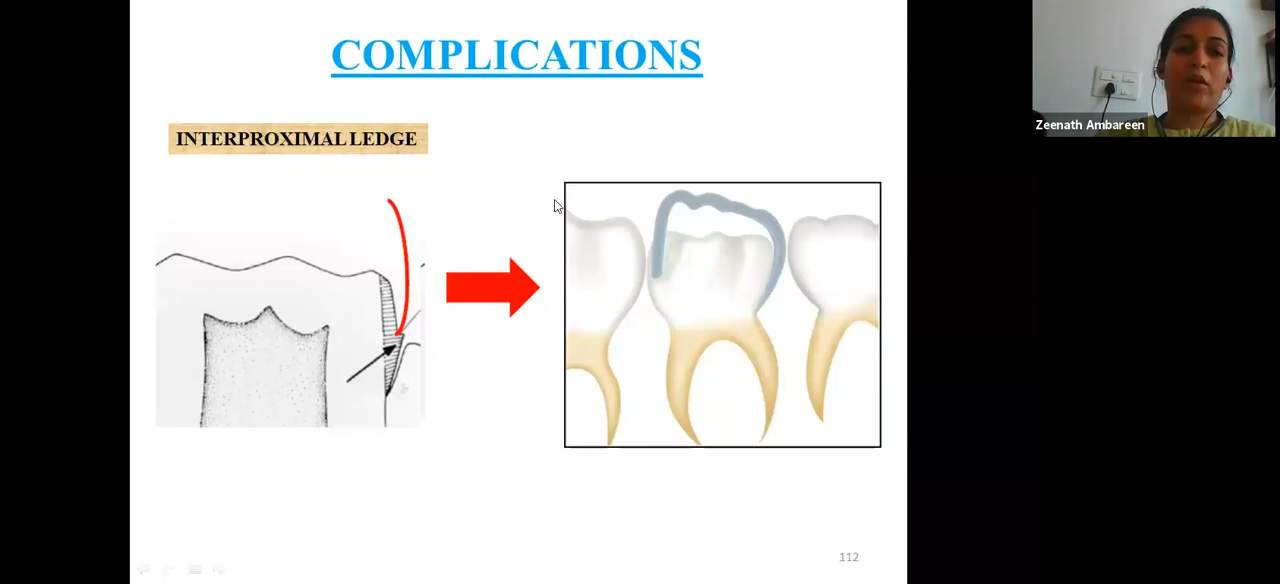 COMPLICATIONS
INTERPROXIMAL LEDGE
Zeenath Ambareen
112